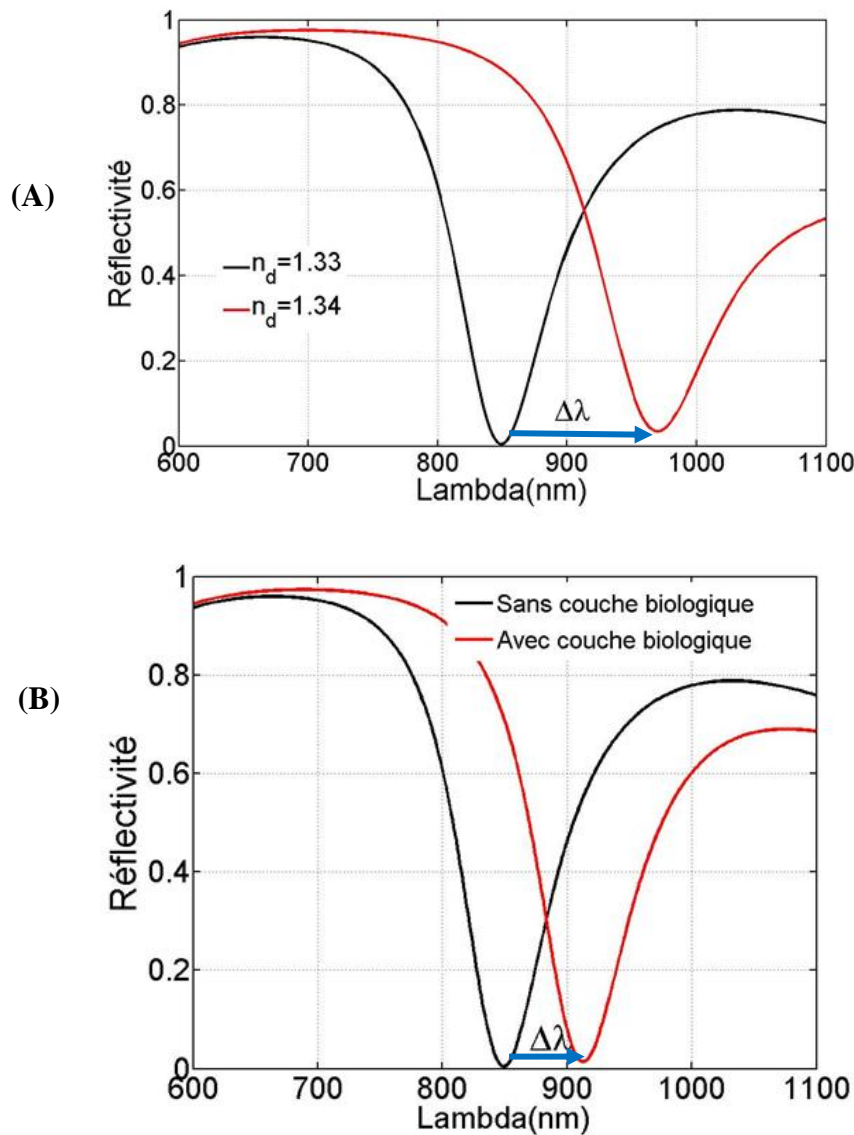 (A)
Réflectivité
1
0.8
0.6
0.4
0.2
0
n_d=1.33
n_d=1.34
Δλ
600 700 800 900 1000 1100
Lambda(nm)
(B)
Réflectivité
1
0.8
0.6
0.4
0.2
0
Sans couche biologique
Avec couche biologique
Δλ
600 700 800 900 1000 1100
Lambda(nm)